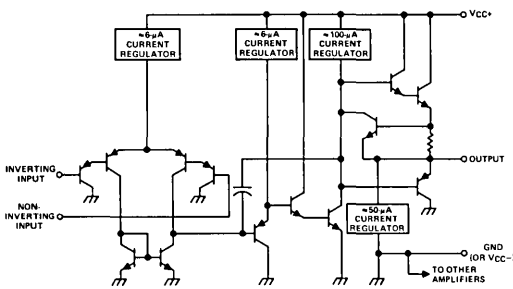 VCC+
≈6-µA
CURRENT
REGULATOR
≈6-µA
CURRENT
REGULATOR
≈100-µA
CURRENT
REGULATOR
INVERTING
INPUT
OUTPUT
NON-
INVERTING
INPUT
≈50-µA
CURRENT
REGULATOR
GND
(OR VCC−)
TO OTHER
AMPLIFIERS